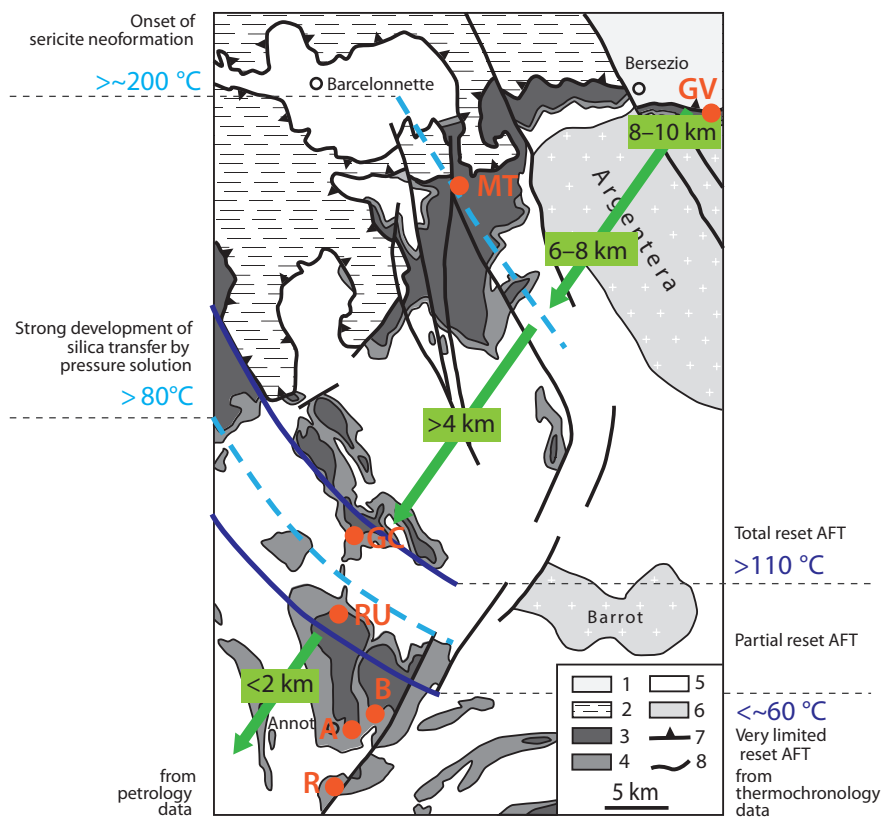 Onset of
sericite neoformation
>~200 °C
Barcelonnette
Bersezio
GV
8–10 km
MT
Argentera
6–8 km
Strong development of
silica transfer by
pressure solution
> 80°C
>4 km
GC
Total reset AFT
>110 °C
Barrot
RU
Partial reset AFT
<2 km
B
Annot
A
R
1
2
3
4
5
6
7
8
5 km
<~60 °C
Very limited
reset AFT
from
petrology
data
from
thermochronology
data